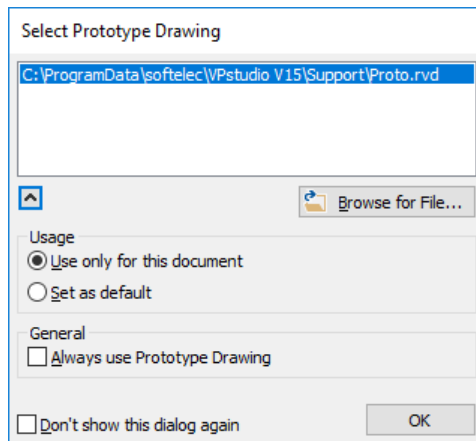 Select Prototype Drawing
C:\ProgramData\softelec\VPstudio V15\Support\Proto.rvd
Browse for File...
Usage
Use only for this document
Set as default
General
Always use Prototype Drawing
Don't show this dialog again
OK